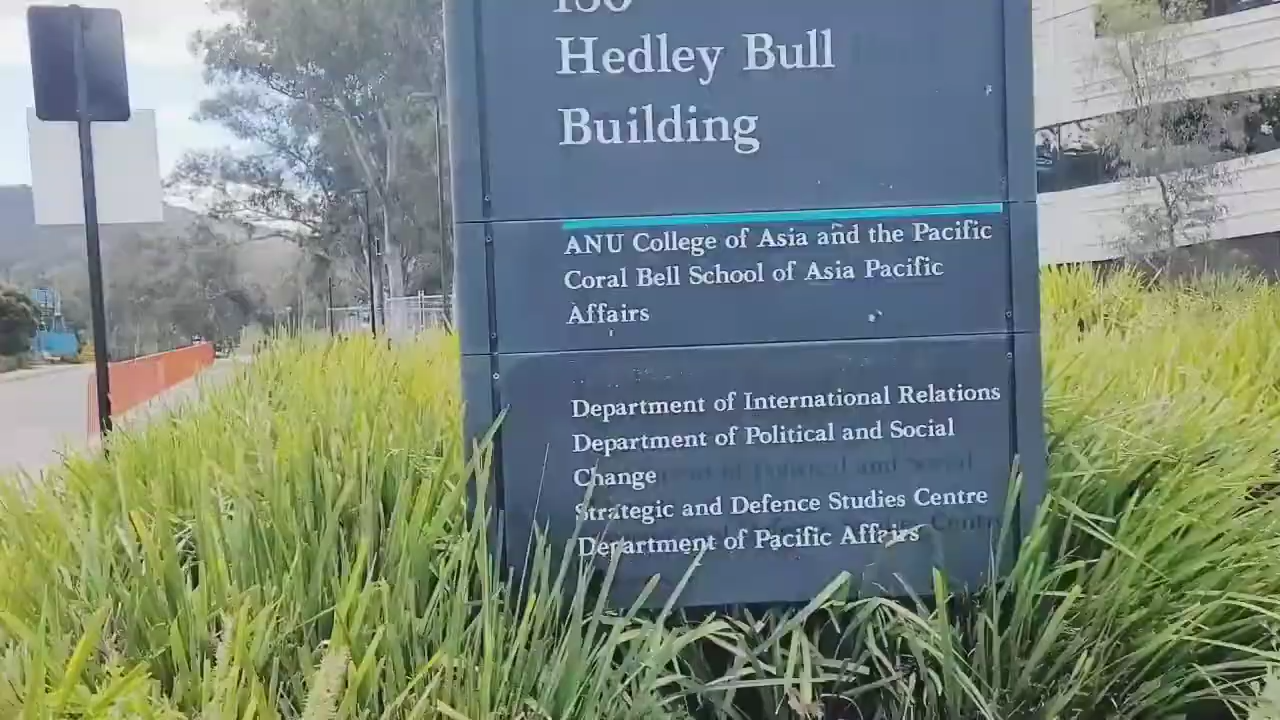 130
Hedley Bull
Building
ANU College of Asia and the Pacific
Coral Bell School of Asia Pacific
Affairs
Department of International Relations
Department of Political and Social
Change
Strategic and Defence Studies Centre
Department of Pacific Affairs